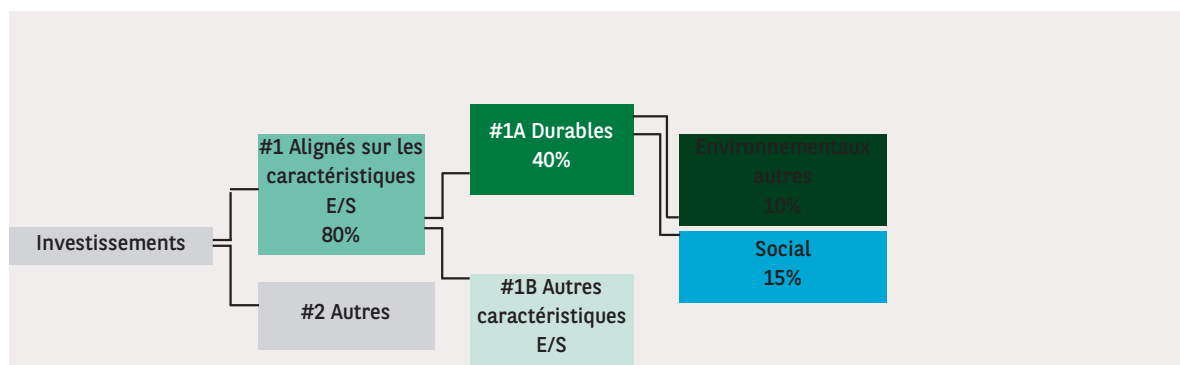 Investissements
#1 Alignés sur les
caractéristiques
E/S
80%
#2 Autres
#1A Durables
40%
#1B Autres
caractéristiques
E/S
Environnementaux
autres
10%
Social
15%